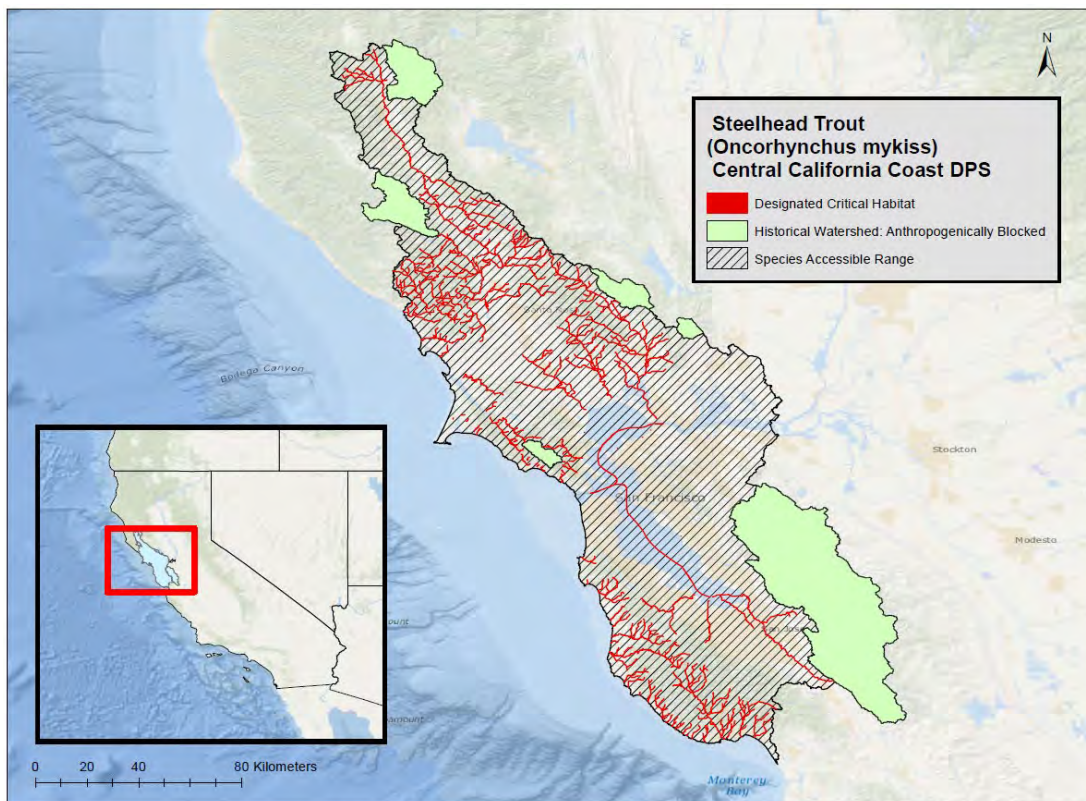 N
Steelhead Trout
(Oncorhynchus mykiss)
Central California Coast DPS
Designated Critical Habitat
Historical Watershed: Anthropogenically Blocked
Species Accessible Range
Bodega Canyon
Stockton
San Francisco
Modesto
0 20 40 80 Kilometers
Monterey
Bay